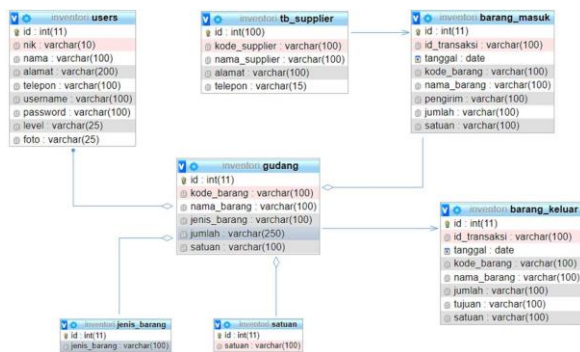 inventori users
id : int(11)
nik : varchar(10)
nama : varchar(100)
alamat : varchar(200)
telepon : varchar(100)
username : varchar(100)
password : varchar(100)
level : varchar(25)
foto : varchar(25)
inventori tb_supplier
id : int(100)
kode_supplier : varchar(100)
nama_supplier : varchar(100)
alamat : varchar(100)
telepon : varchar(15)
inventori barang_masuk
id : int(11)
id_transaksi : varchar(100)
tanggal : date
kode_barang : varchar(100)
nama_barang : varchar(100)
pengirim : varchar(100)
jumlah : varchar(100)
satuan : varchar(100)
inventori gudang
id : int(11)
kode_barang : varchar(100)
nama_barang : varchar(100)
jenis_barang : varchar(100)
jumlah : varchar(250)
satuan : varchar(100)
inventori barang_keluar
id : int(11)
id_transaksi : varchar(100)
tanggal : date
kode_barang : varchar(100)
nama_barang : varchar(100)
jumlah : varchar(100)
tujuan : varchar(100)
satuan : varchar(100)
inventori jenis_barang
id : int(11)
jenis_barang : varchar(100)
inventori satuan
id : int(11)
satuan : varchar(100)